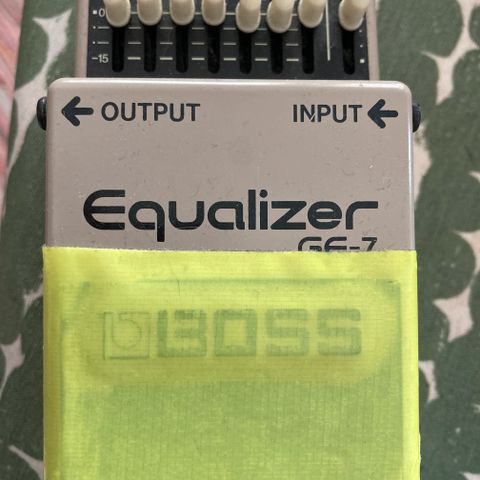 0
-15
← OUTPUT INPUT ←
Equalizer
GE-7
BOSS